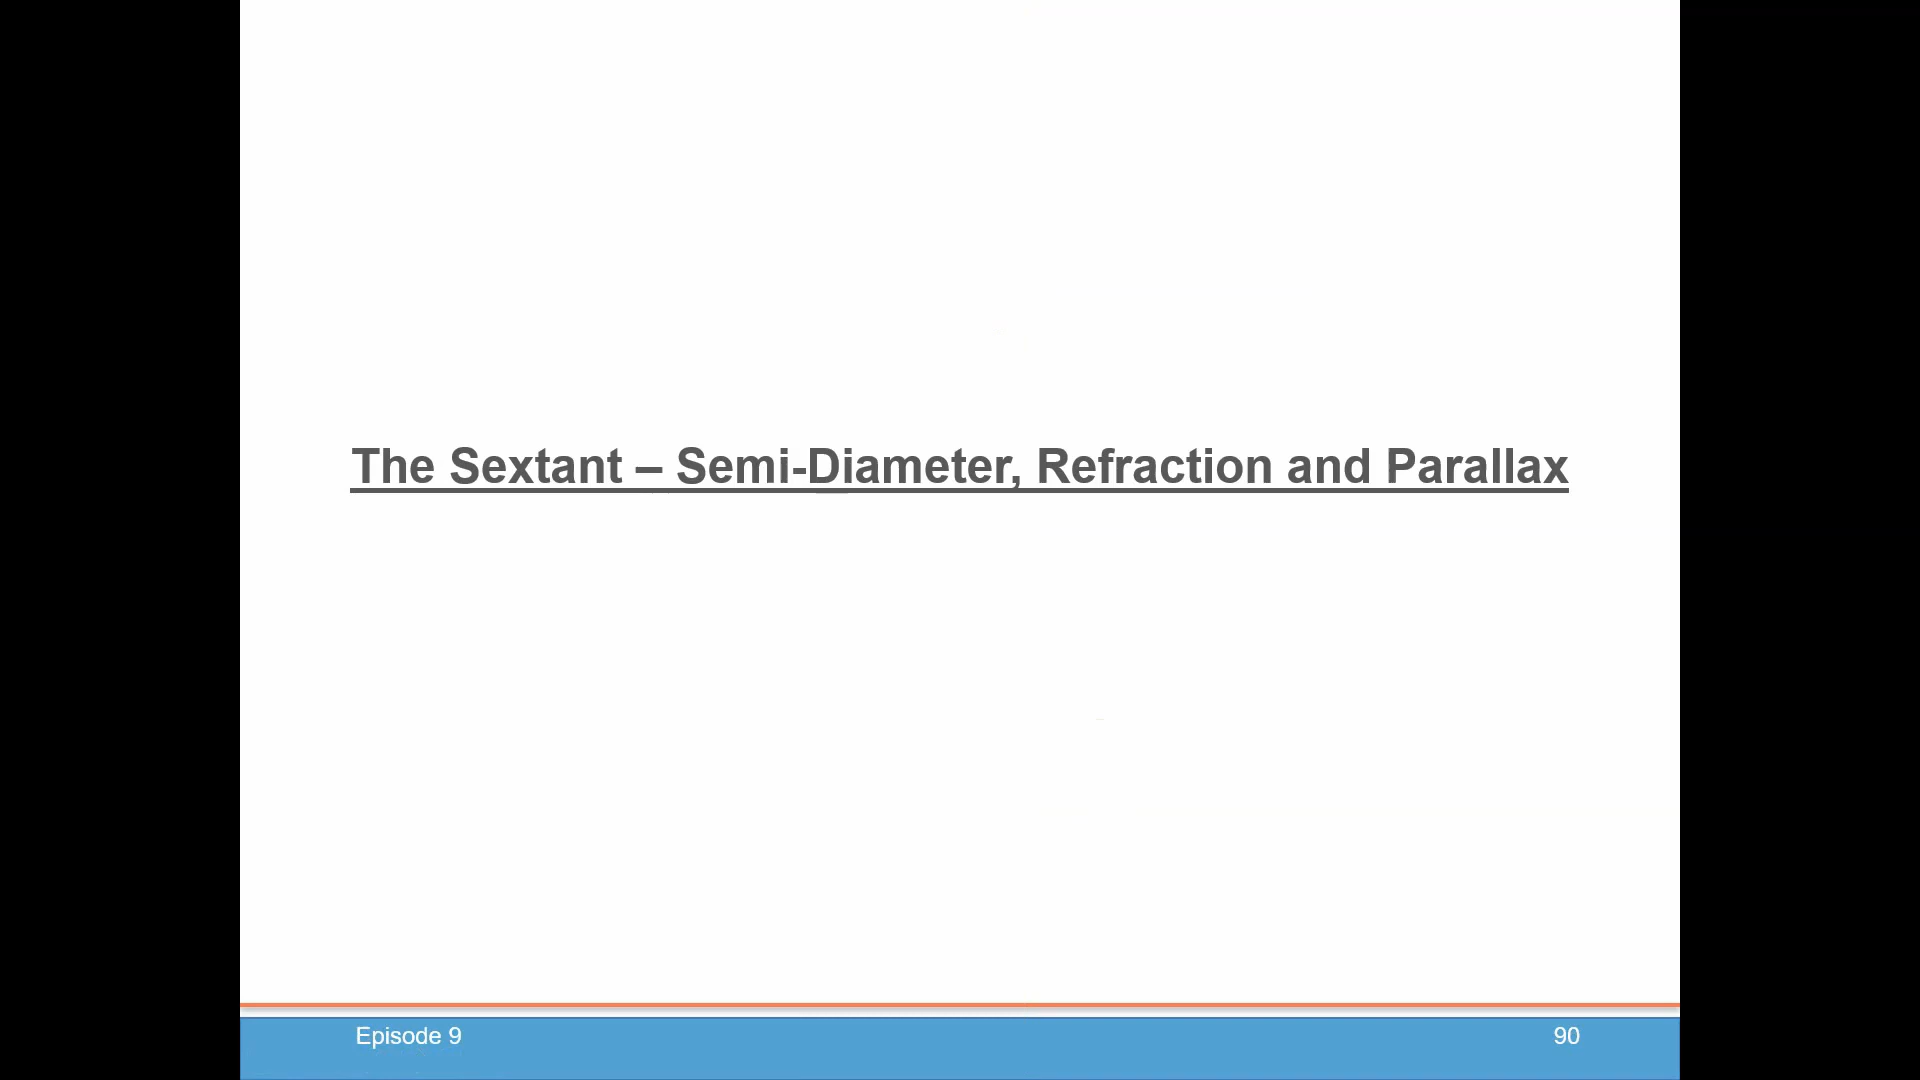 The Sextant – Semi-Diameter, Refraction and Parallax
Episode 9
90